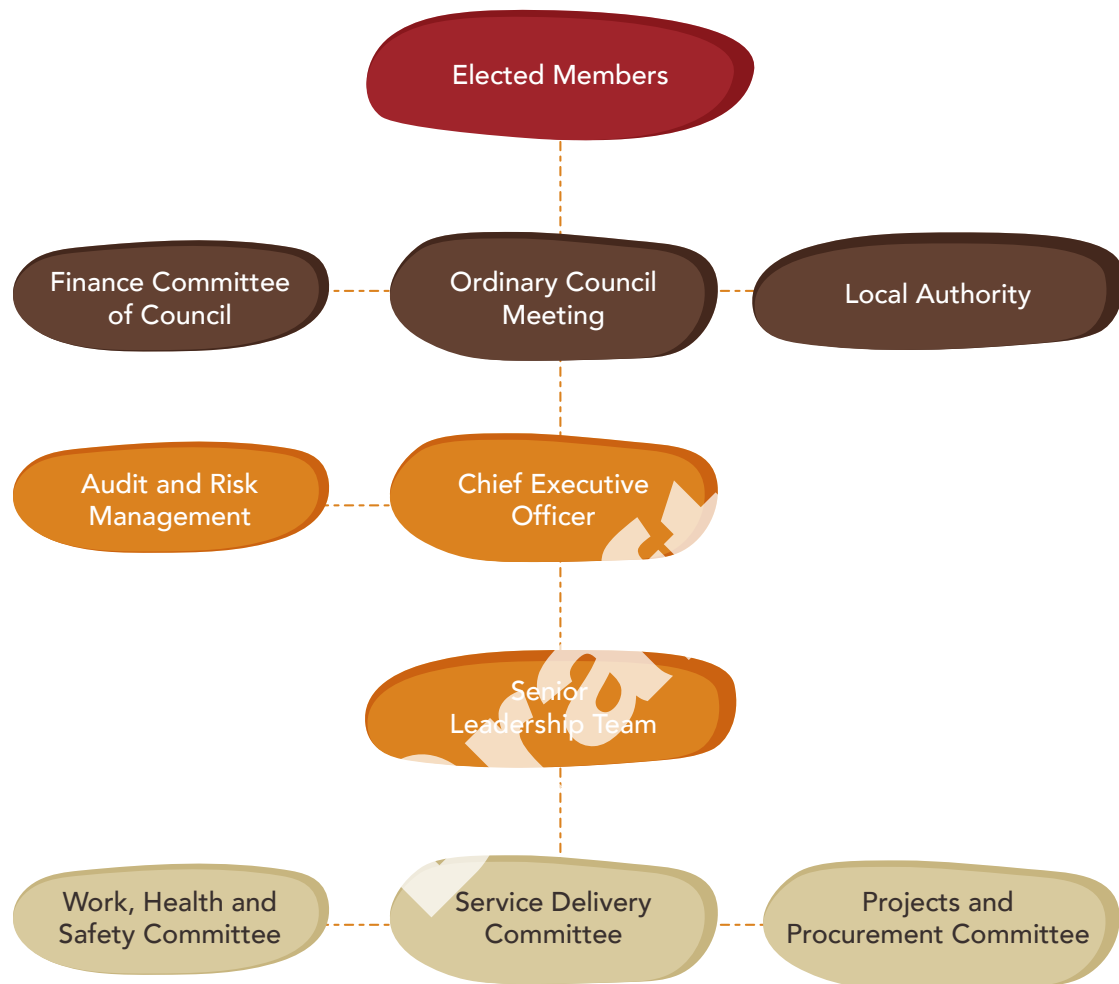 Elected Members
Finance Committee
of Council
Ordinary Council
Meeting
Local Authority
Audit and Risk
Management
Chief Executive
Officer
Senior
Leadership Team
Work, Health and
Safety Committee
Service Delivery
Committee
Projects and
Procurement Committee